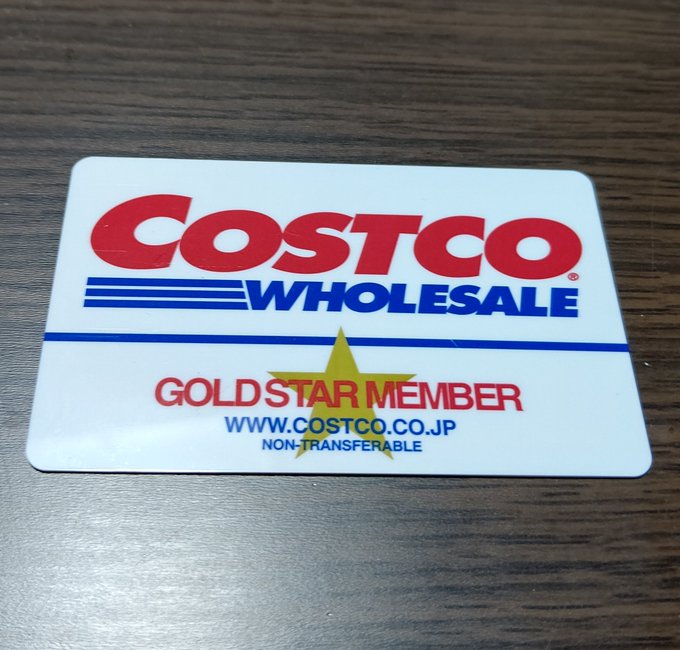 COSTCO®
WHOLESALE
GOLD STAR MEMBER
WWW.COSTCO.CO.JP
NON-TRANSFERABLE